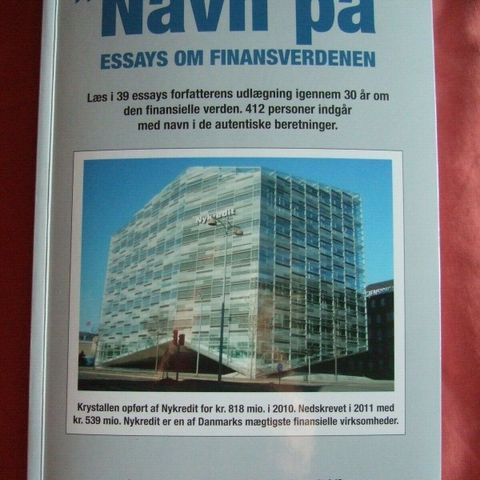 "Navn på
ESSAYS OM FINANSVERDENEN
Læs i 39 essays forfatterens udlægning igennem 30 år om
den finansielle verden. 412 personer indgår
med navn i de autentiske beretninger.
Nykredit
Krystallen opført af Nykredit for kr. 818 mio. i 2010. Nedskrevet i 2011 med
kr. 539 mio. Nykredit er en af Danmarks mægtigste finansielle virksomheder.